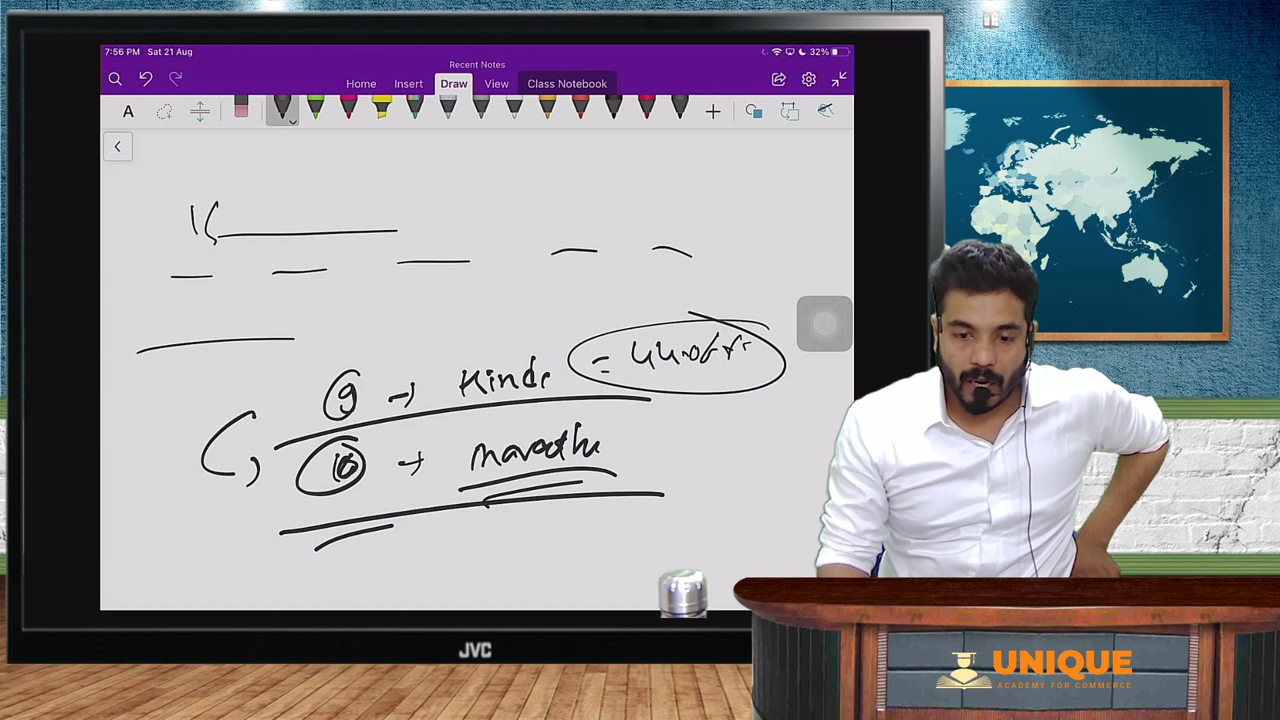 7:56 PM Sat 21 Aug
32%
Recent Notes
Home Insert Draw View Class Notebook
A
9 → Hindi
10 → marathi
JVC
UNIQUE
ACADEMY FOR COMMERCE